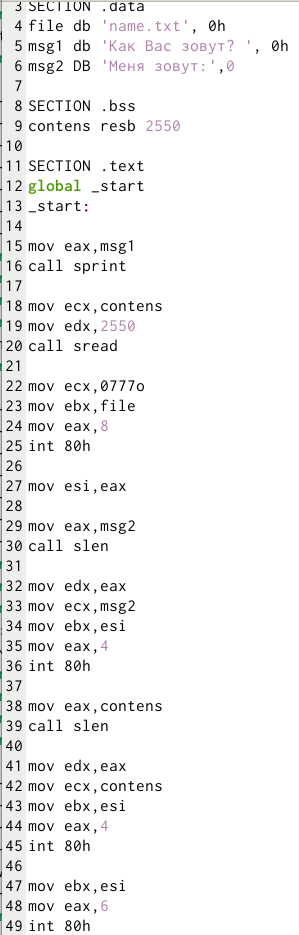 3 SECTION .data
4 file db 'name.txt', 0h
5 msg1 db 'Как Вас зовут? ', 0h
6 msg2 DB 'Меня зовут:',0
7
8 SECTION .bss
9 contens resb 2550
10
11 SECTION .text
12 global _start
13 _start:
14
15 mov eax,msg1
16 call sprint
17
18 mov ecx,contens
19 mov edx,2550
20 call sread
21
22 mov ecx,0777o
23 mov ebx,file
24 mov eax,8
25 int 80h
26
27 mov esi,eax
28
29 mov eax,msg2
30 call slen
31
32 mov edx,eax
33 mov ecx,msg2
34 mov ebx,esi
35 mov eax,4
36 int 80h
37
38 mov eax,contens
39 call slen
40
41 mov edx,eax
42 mov ecx,contens
43 mov ebx,esi
44 mov eax,4
45 int 80h
46
47 mov ebx,esi
48 mov eax,6
49 int 80h